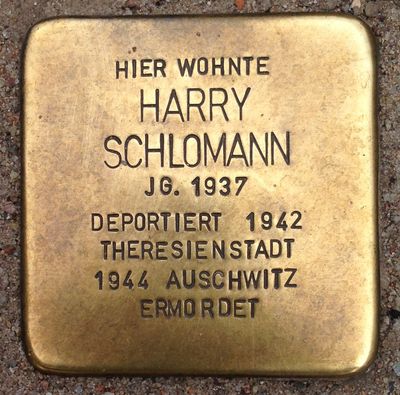 HIER WOHNTE
HARRY
SCHLOMANN
JG. 1937
DEPORTIERT 1942
THERESIENSTADT
1944 AUSCHWITZ
ERMORDET